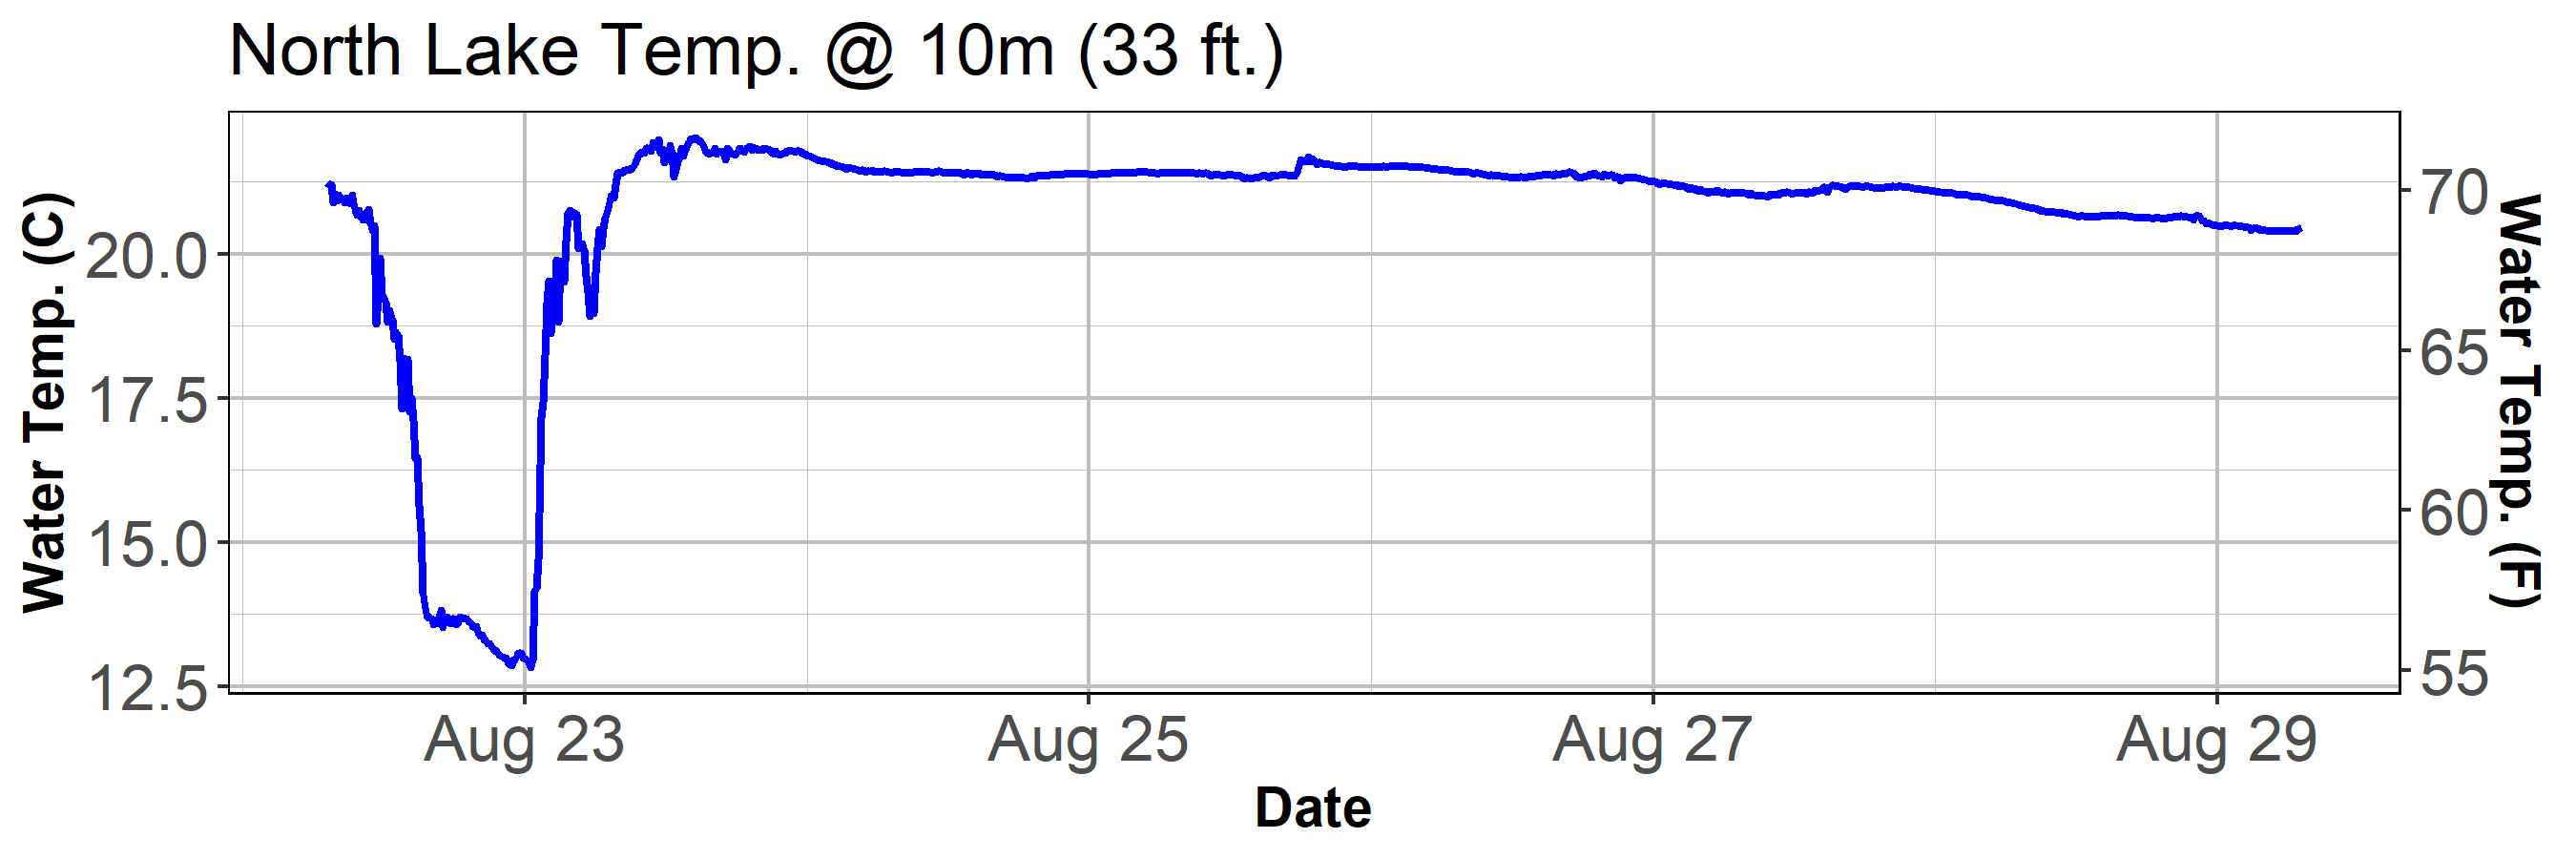 North Lake Temp. @ 10m (33 ft.)
Water Temp. (C)
20.0
17.5
15.0
12.5
70
65
60
55
Water Temp. (F)
Aug 23 Aug 25 Aug 27 Aug 29
Date